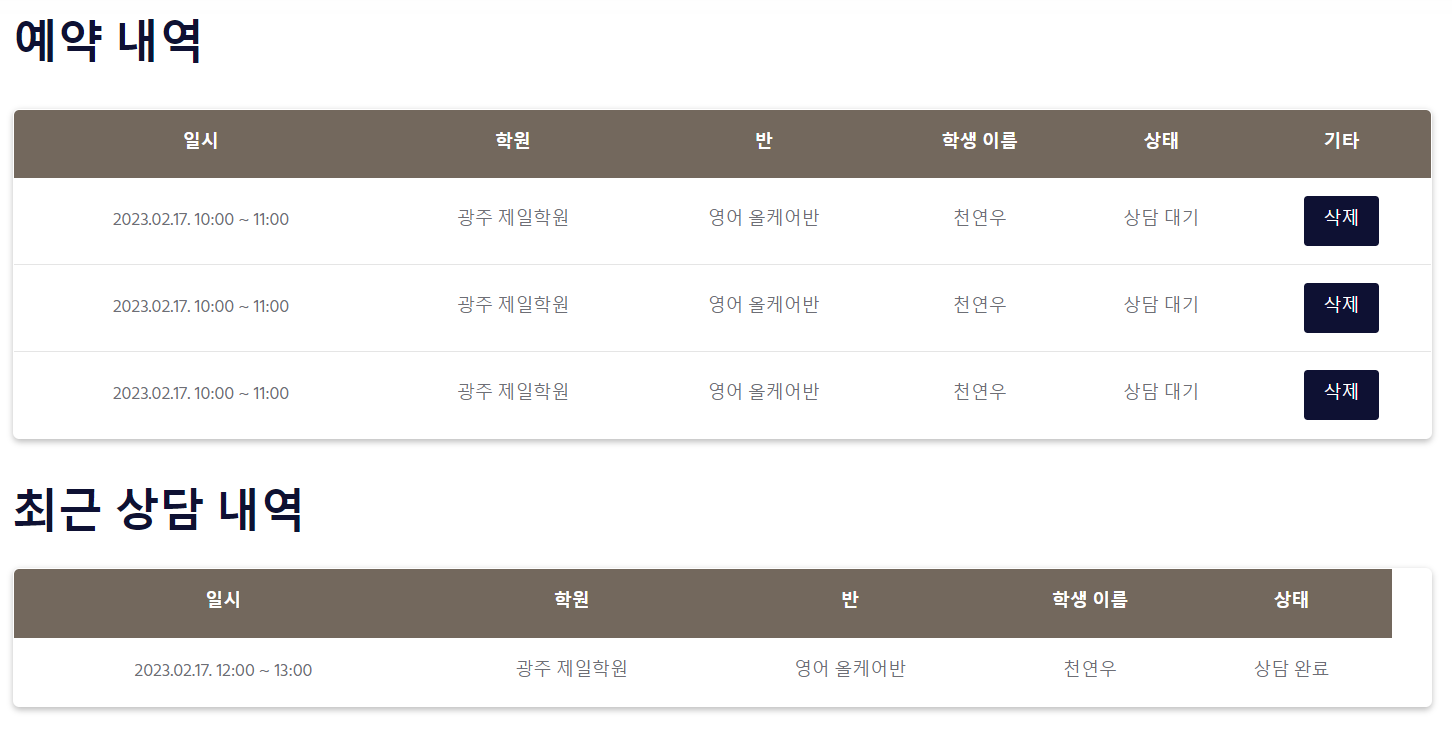 예약 내역
일시 학원 반 학생 이름 상태 기타
2023.02.17. 10:00 ~ 11:00 광주 제일학원 영어 올케어반 천연우 상담 대기 삭제
2023.02.17. 10:00 ~ 11:00 광주 제일학원 영어 올케어반 천연우 상담 대기 삭제
2023.02.17. 10:00 ~ 11:00 광주 제일학원 영어 올케어반 천연우 상담 대기 삭제
최근 상담 내역
일시 학원 반 학생 이름 상태
2023.02.17. 12:00 ~ 13:00 광주 제일학원 영어 올케어반 천연우 상담 완료